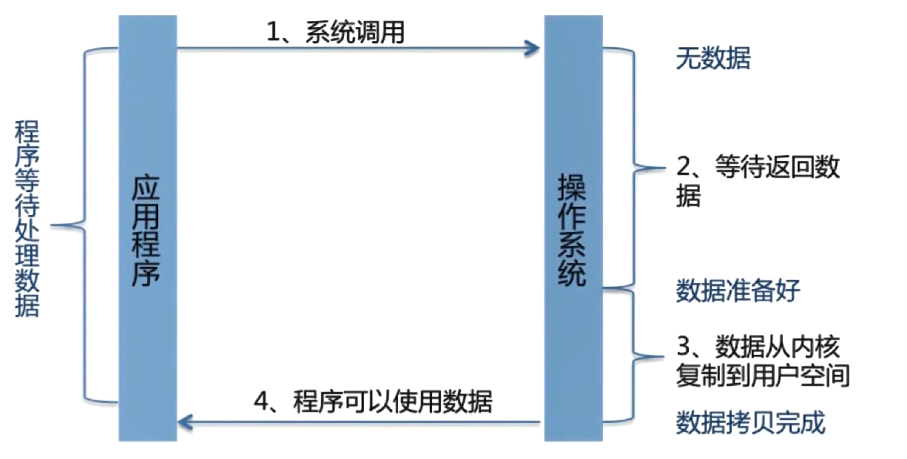 1、系统调用
无数据
程序等待处理数据
应用程序
操作系统
2、等待返回数
据
数据准备好
3、数据从内核
复制到用户空间
4、程序可以使用数据
数据拷贝完成